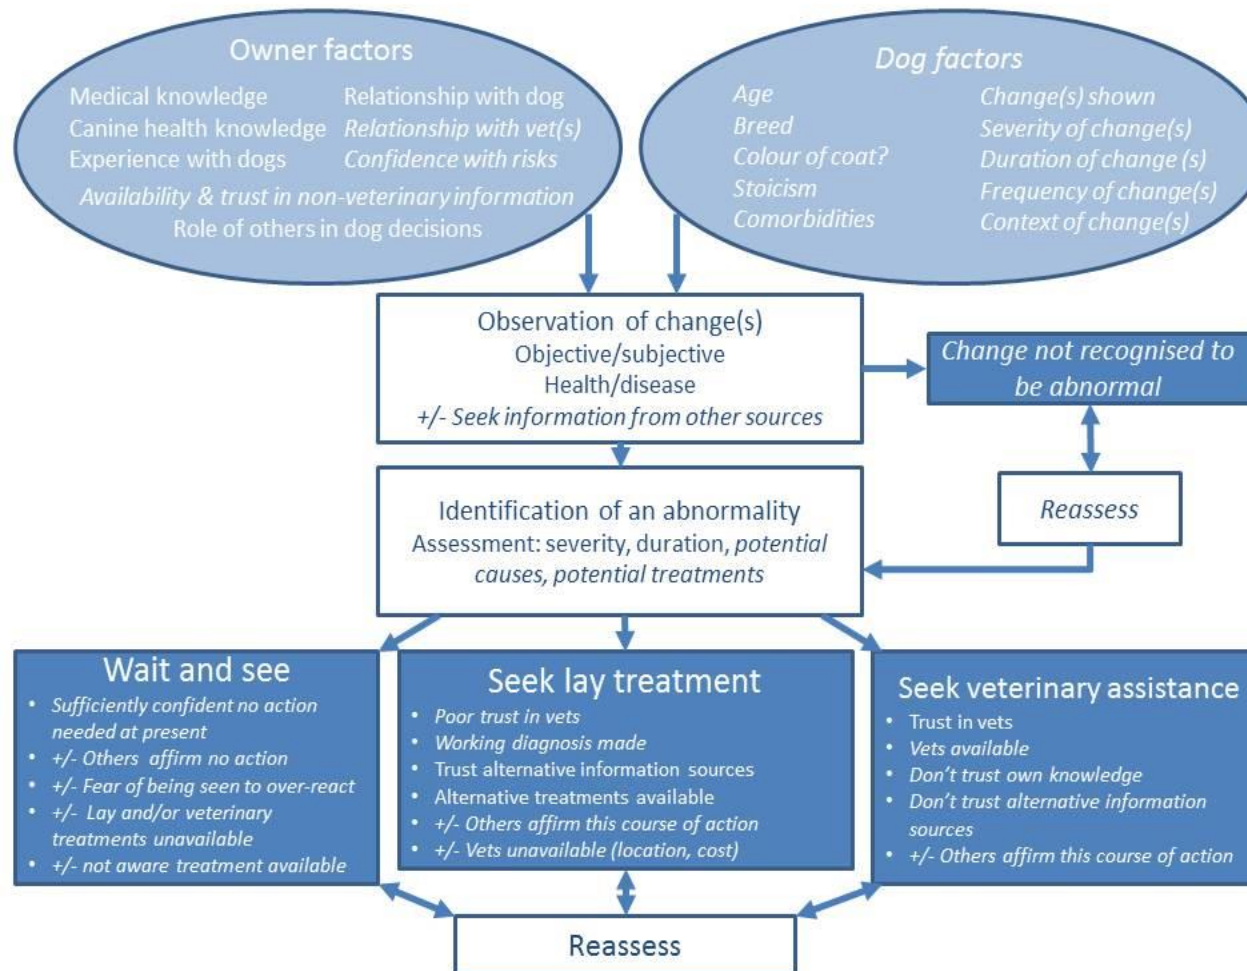 Owner factors
Medical knowledge
Relationship with dog
Canine health knowledge
Relationship with vet(s)
Experience with dogs
Confidence with risks
Availability & trust in non-veterinary information
Role of others in dog decisions
Dog factors
Age
Change(s) shown
Breed
Severity of change(s)
Colour of coat?
Duration of change (s)
Stoicism
Frequency of change(s)
Comorbidities
Context of change(s)
Observation of change(s)
Objective/subjective
Health/disease
+/- Seek information from other sources
Change not recognised to
be abnormal
Reassess
Identification of an abnormality
Assessment: severity, duration, potential
causes, potential treatments
Wait and see
• Sufficiently confident no action
needed at present
• +/- Others affirm no action
• +/- Fear of being seen to over-react
• +/- Lay and/or veterinary
treatments unavailable
• +/- not aware treatment available
Seek lay treatment
• Poor trust in vets
• Working diagnosis made
• Trust alternative information sources
• Alternative treatments available
• +/- Others affirm this course of action
• +/- Vets unavailable (location, cost)
Seek veterinary assistance
• Trust in vets
• Vets available
• Don't trust own knowledge
• Don't trust alternative information
sources
• +/- Others affirm this course of action
Reassess